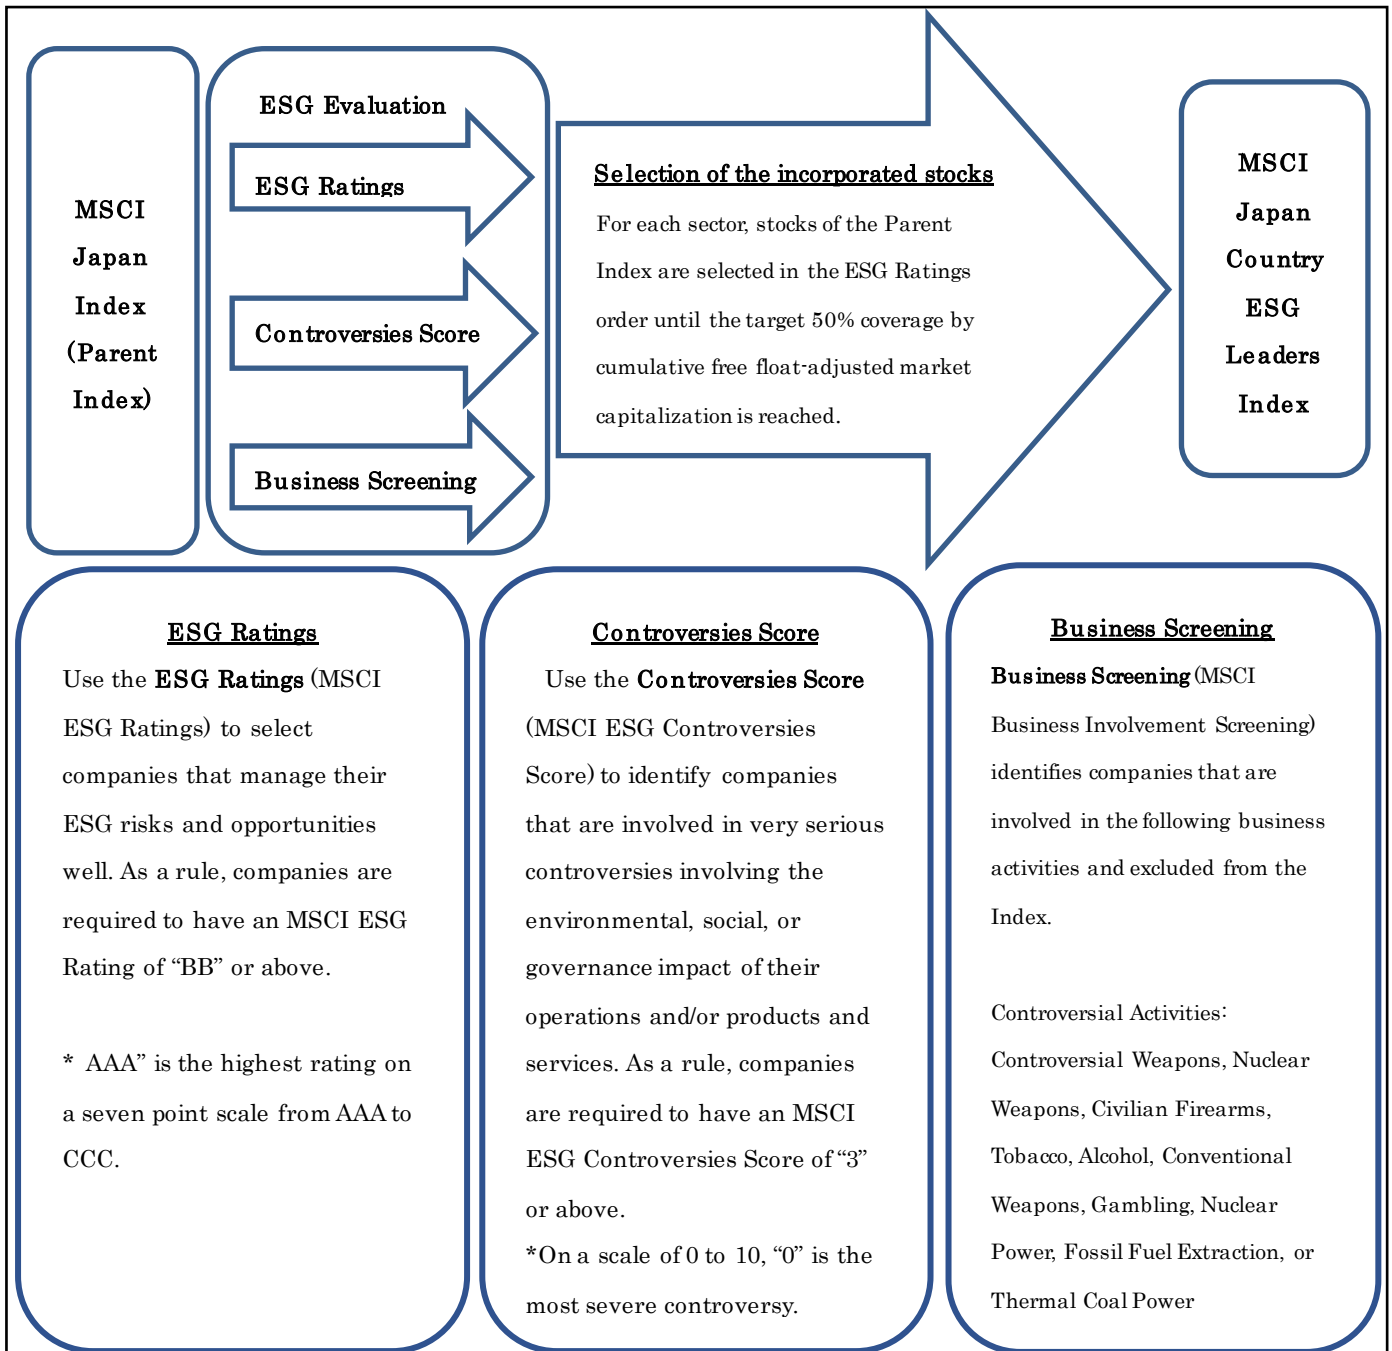 MSCI
Japan
Index
(Parent
Index)
ESG Evaluation
ESG Ratings
Controversies Score
Business Screening
Selection of the incorporated stocks
For each sector, stocks of the Parent
Index are selected in the ESG Ratings
order until the target 50% coverage by
cumulative free float-adjusted market
capitalization is reached.
MSCI
Japan
Country
ESG
Leaders
Index
ESG Ratings
Use the ESG Ratings (MSCI
ESG Ratings) to select
companies that manage their
ESG risks and opportunities
well. As a rule, companies are
required to have an MSCI ESG
Rating of “BB” or above.
* AAA” is the highest rating on
a seven point scale from AAA to
CCC.
Controversies Score
Use the Controversies Score
(MSCI ESG Controversies
Score) to identify companies
that are involved in very serious
controversies involving the
environmental, social, or
governance impact of their
operations and/or products and
services. As a rule, companies
are required to have an MSCI
ESG Controversies Score of “3”
or above.
*On a scale of 0 to 10, “0” is the
most severe controversy.
Business Screening
Business Screening (MSCI
Business Involvement Screening)
identifies companies that are
involved in the following business
activities and excluded from the
Index.
Controversial Activities:
Controversial Weapons, Nuclear
Weapons, Civilian Firearms,
Tobacco, Alcohol, Conventional
Weapons, Gambling, Nuclear
Power, Fossil Fuel Extraction, or
Thermal Coal Power